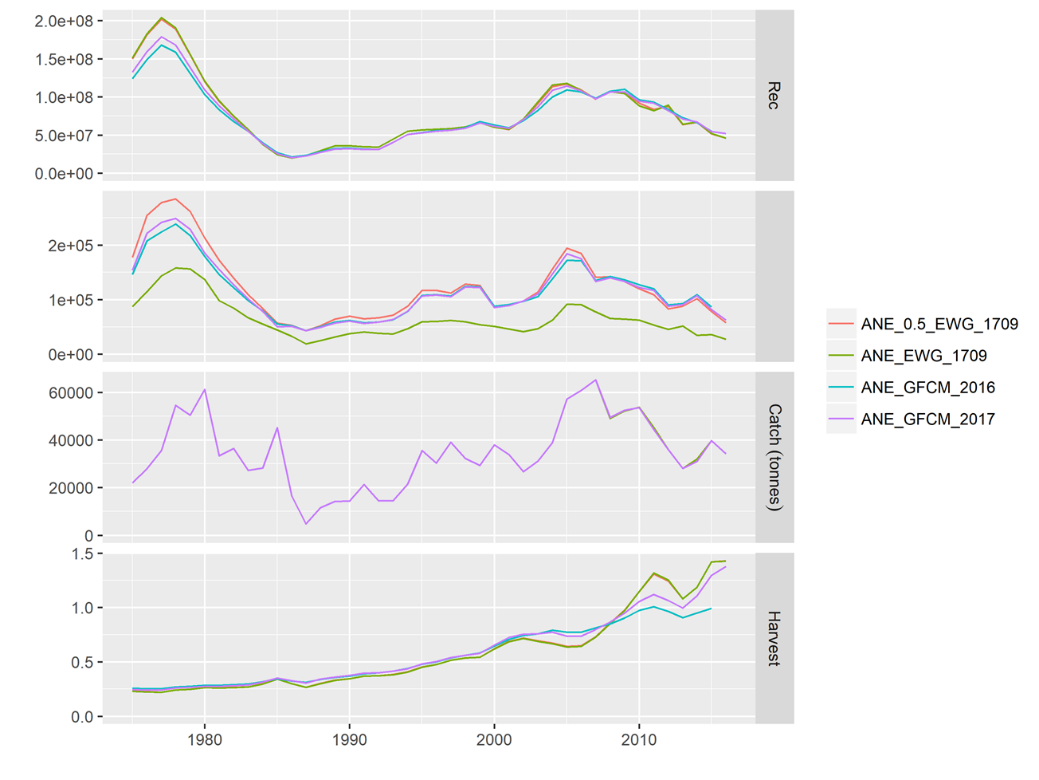 2.0e+08
1.5e+08
1.0e+08
5.0e+07
0.0e+00
Rec
2e+05
1e+05
0e+00
60000
40000
20000
0
Catch (tonnes)
1.5
1.0
0.5
0.0
Harvest
1980
1990
2000
2010
ANE_0.5_EWG_1709
ANE_EWG_1709
ANE_GFCM_2016
ANE_GFCM_2017